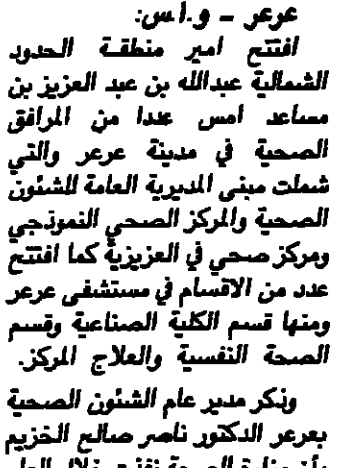 عرعر ـ و.ا.س:
افتتح امير منطقة الحدود
الشمالية عبدالله بن عبد العزيز بن
مساعد امس عددا من المرافق
الصحية في مدينة عرعر والتي
شملت مبنى المديرية العامة للشئون
الصحية والمركز الصحي النموذجي
ومركز صحي في العزيزية كما افتتح
عدد من الاقسام في مستشفى عرعر
ومنها قسم الكلية الصناعية وقسم
الصحة النفسية والعلاج المركز.
وذكر مدير عام الشئون الصحية
بعرعر الدكتور ناصر صالح الخزيم